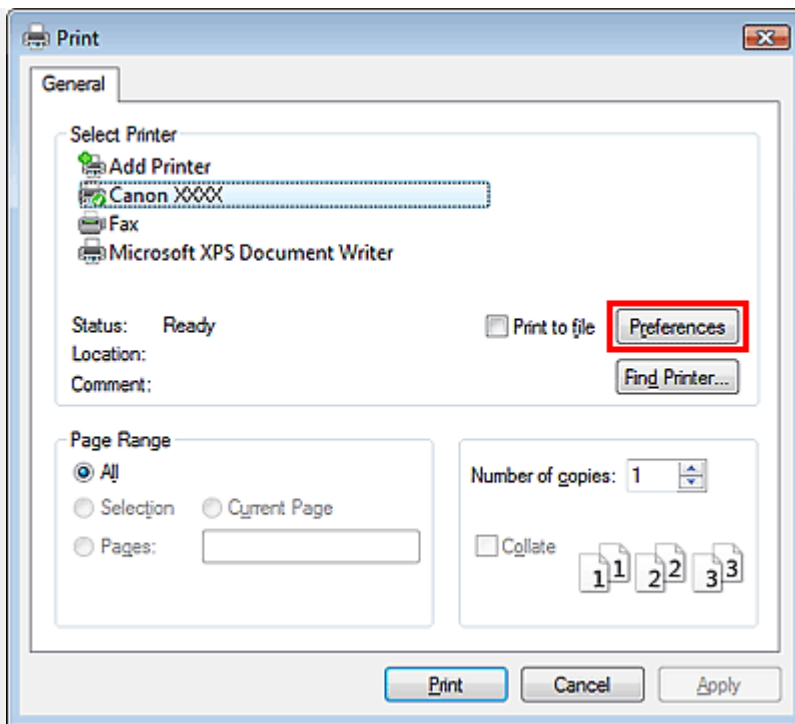 Print
General
Select Printer
Add Printer
Canon XXXX
Fax
Microsoft XPS Document Writer
Status: Ready
Print to file
Preferences
Location:
Comment:
Find Printer...
Page Range
All
Selection
Current Page
Pages:
Number of copies: 1
Collate
1 1 2 2 3 3
Print
Cancel
Apply